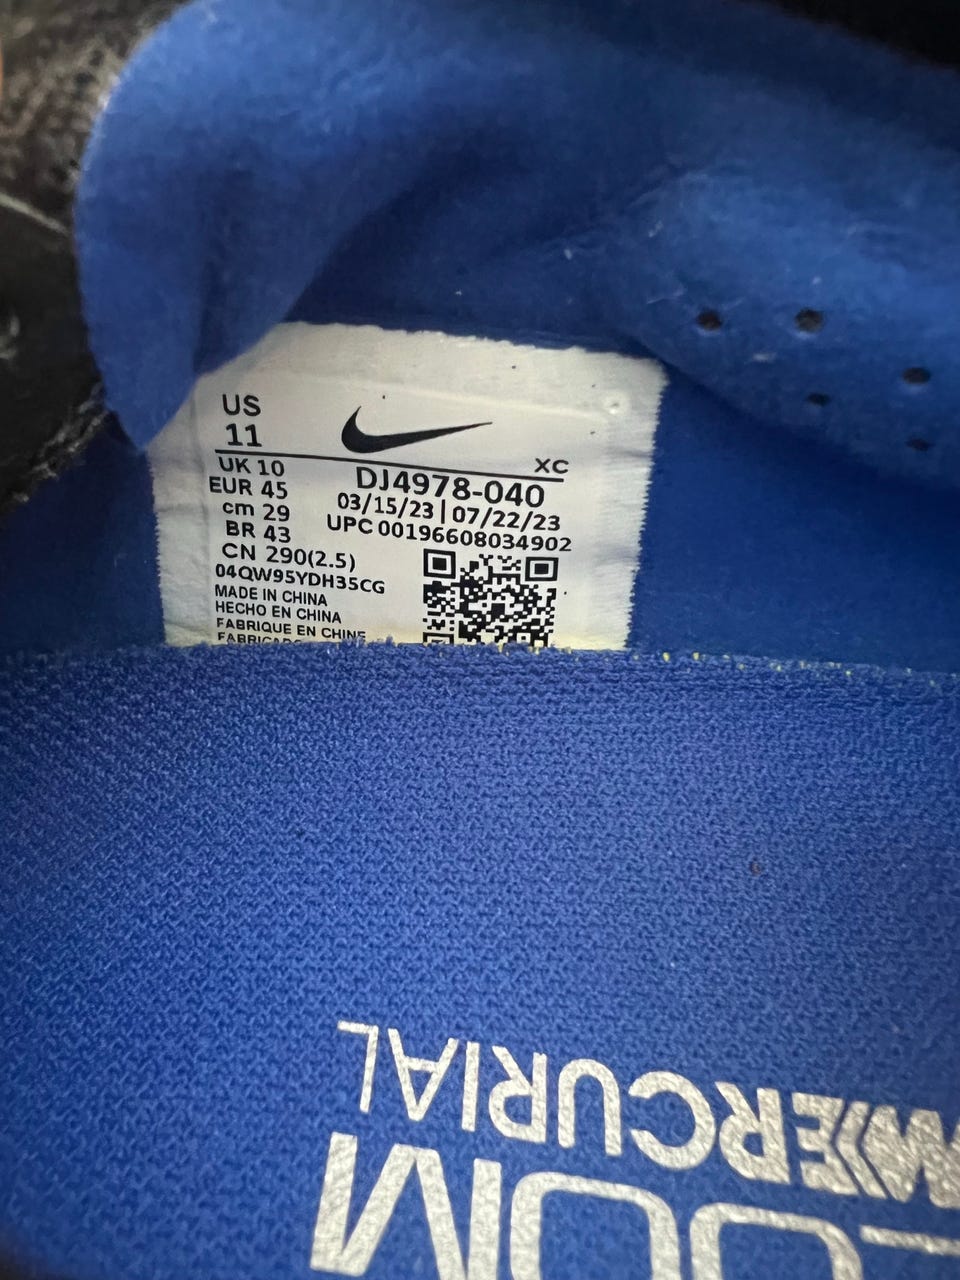 US
11
XC
UK 10
DJ4978-040
EUR 45
03/15/23 | 07/22/23
cm 29
UPC 00196608034902
BR 43
CN 290(2.5)
04QW95YDH35CG
MADE IN CHINA
HECHO EN CHINA
FABRIQUE EN CHINE
MERCURIAL